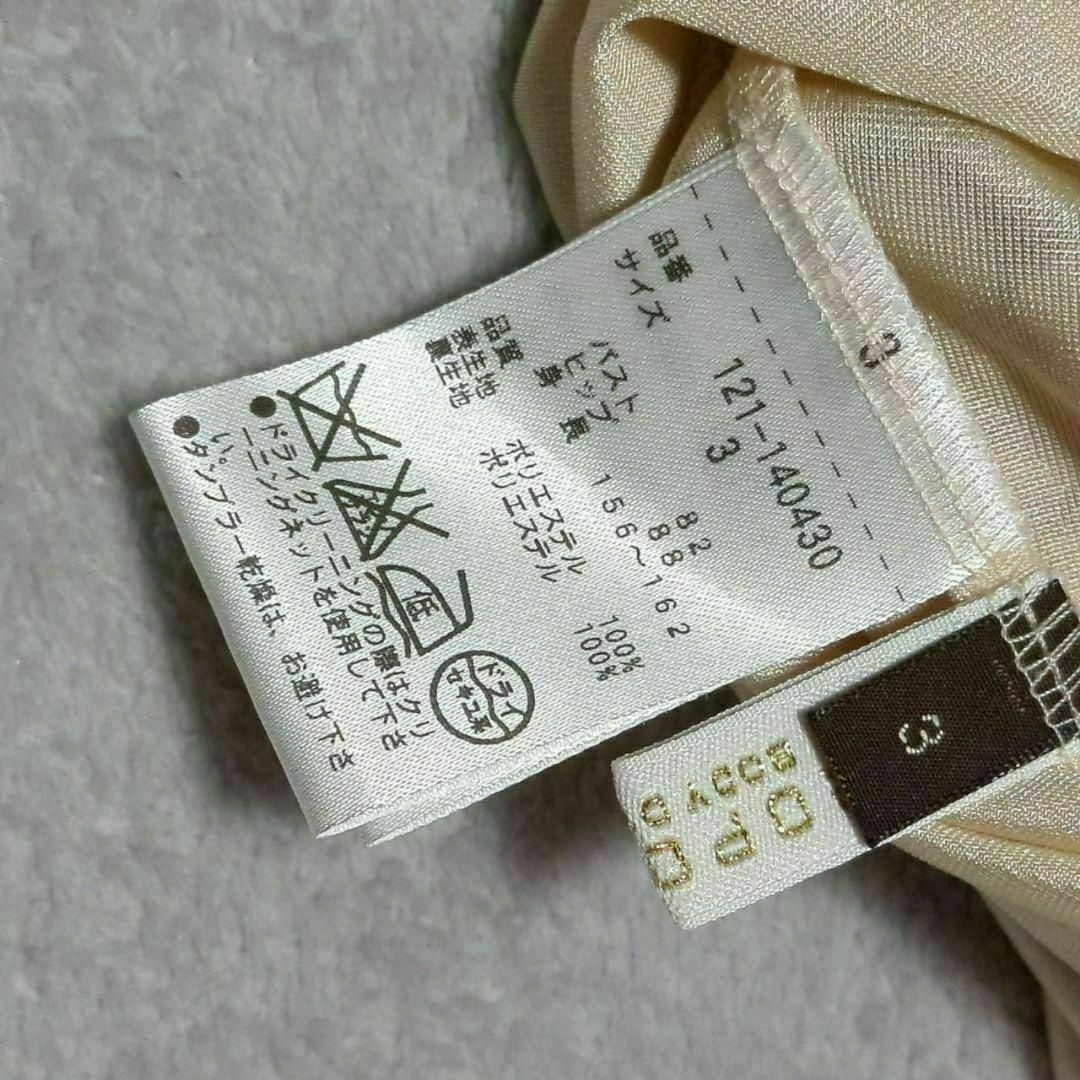 3
品番 121-140430
サイズ 3
バスト 82
ヒップ 88
身長 156~162
品質
表生地 ポリエステル 100%
裏生地 ポリエステル 100%
低
ドライ
セキユ系
●ドライクリーニングの際はクリ
ーニングネットを使用して下さ
い。
●タンブラー乾燥は、お避け下さ
3
BODY